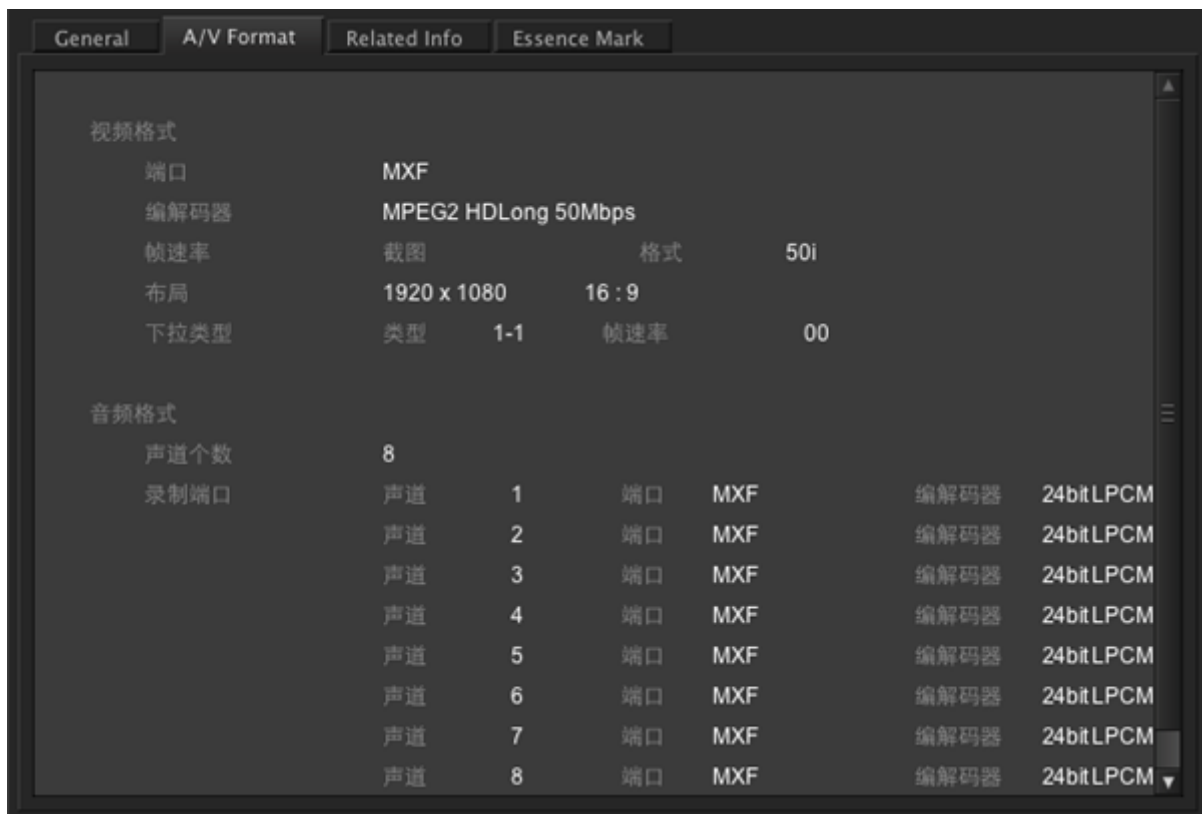 General A/V Format Related Info Essence Mark
视频格式
端口 MXF
编解码器 MPEG2 HDLong 50Mbps
帧速率 截图 格式 50i
布局 1920 x 1080 16 : 9
下拉类型 类型 1-1 帧速率 00
音频格式
声道个数 8
录制端口 声道 1 端口 MXF 编解码器 24bit LPCM
声道 2 端口 MXF 编解码器 24bit LPCM
声道 3 端口 MXF 编解码器 24bit LPCM
声道 4 端口 MXF 编解码器 24bit LPCM
声道 5 端口 MXF 编解码器 24bit LPCM
声道 6 端口 MXF 编解码器 24bit LPCM
声道 7 端口 MXF 编解码器 24bit LPCM
声道 8 端口 MXF 编解码器 24bit LPCM